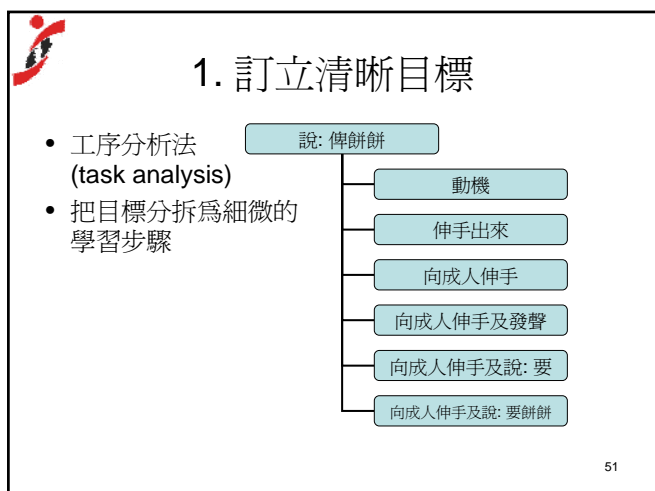 1. 訂立清晰目標
• 工序分析法
(task analysis)
• 把目標分拆爲細微的
學習步驟
說: 俾餅餅
動機
伸手出來
向成人伸手
向成人伸手及發聲
向成人伸手及說: 要
向成人伸手及說: 要餅餅
51